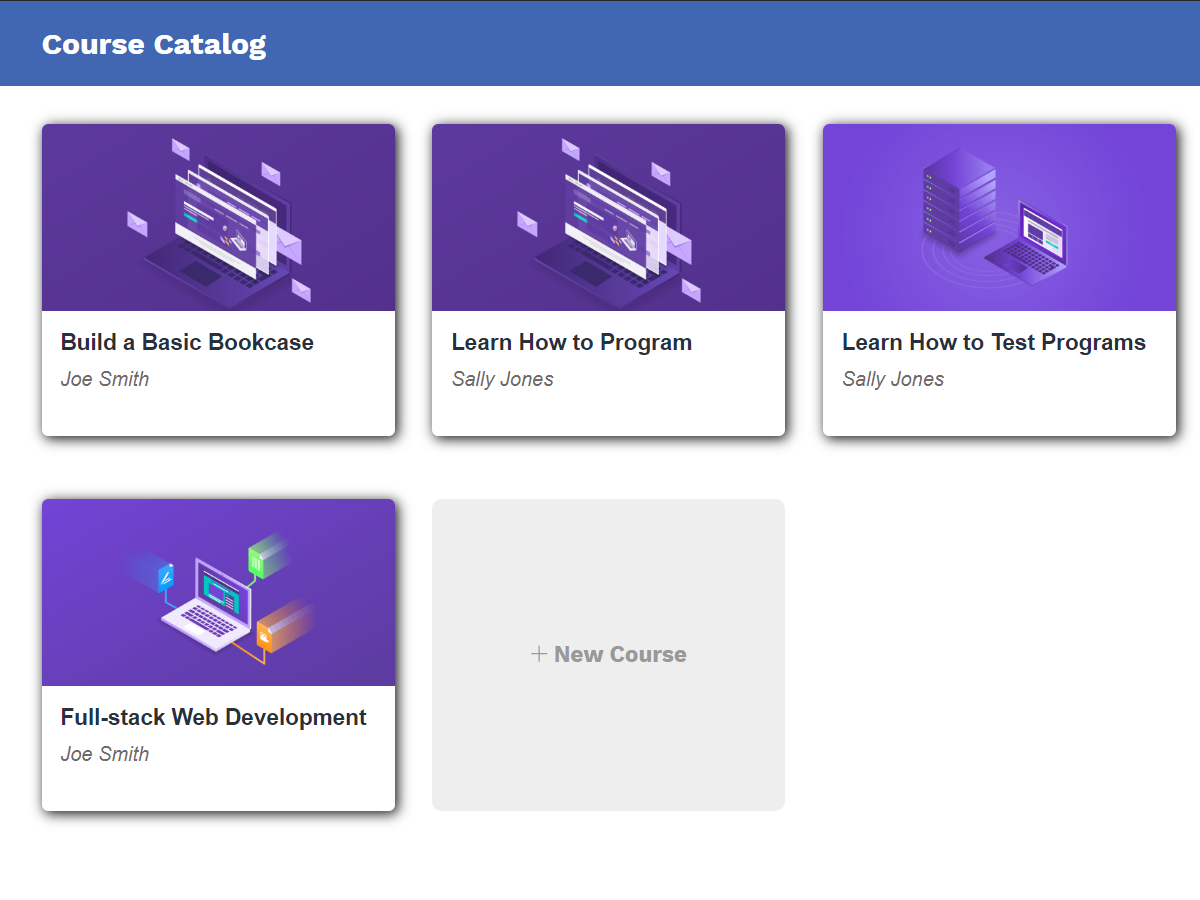 Course Catalog
Build a Basic Bookcase
Joe Smith
Learn How to Program
Sally Jones
Learn How to Test Programs
Sally Jones
Full-stack Web Development
Joe Smith
+ New Course